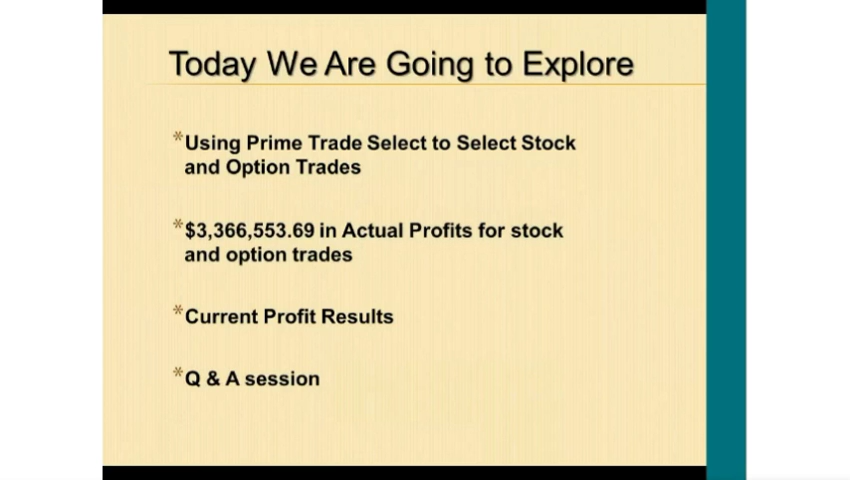 Today We Are Going to Explore
*Using Prime Trade Select to Select Stock
and Option Trades
*$3,366,553.69 in Actual Profits for stock
and option trades
*Current Profit Results
*Q & A session